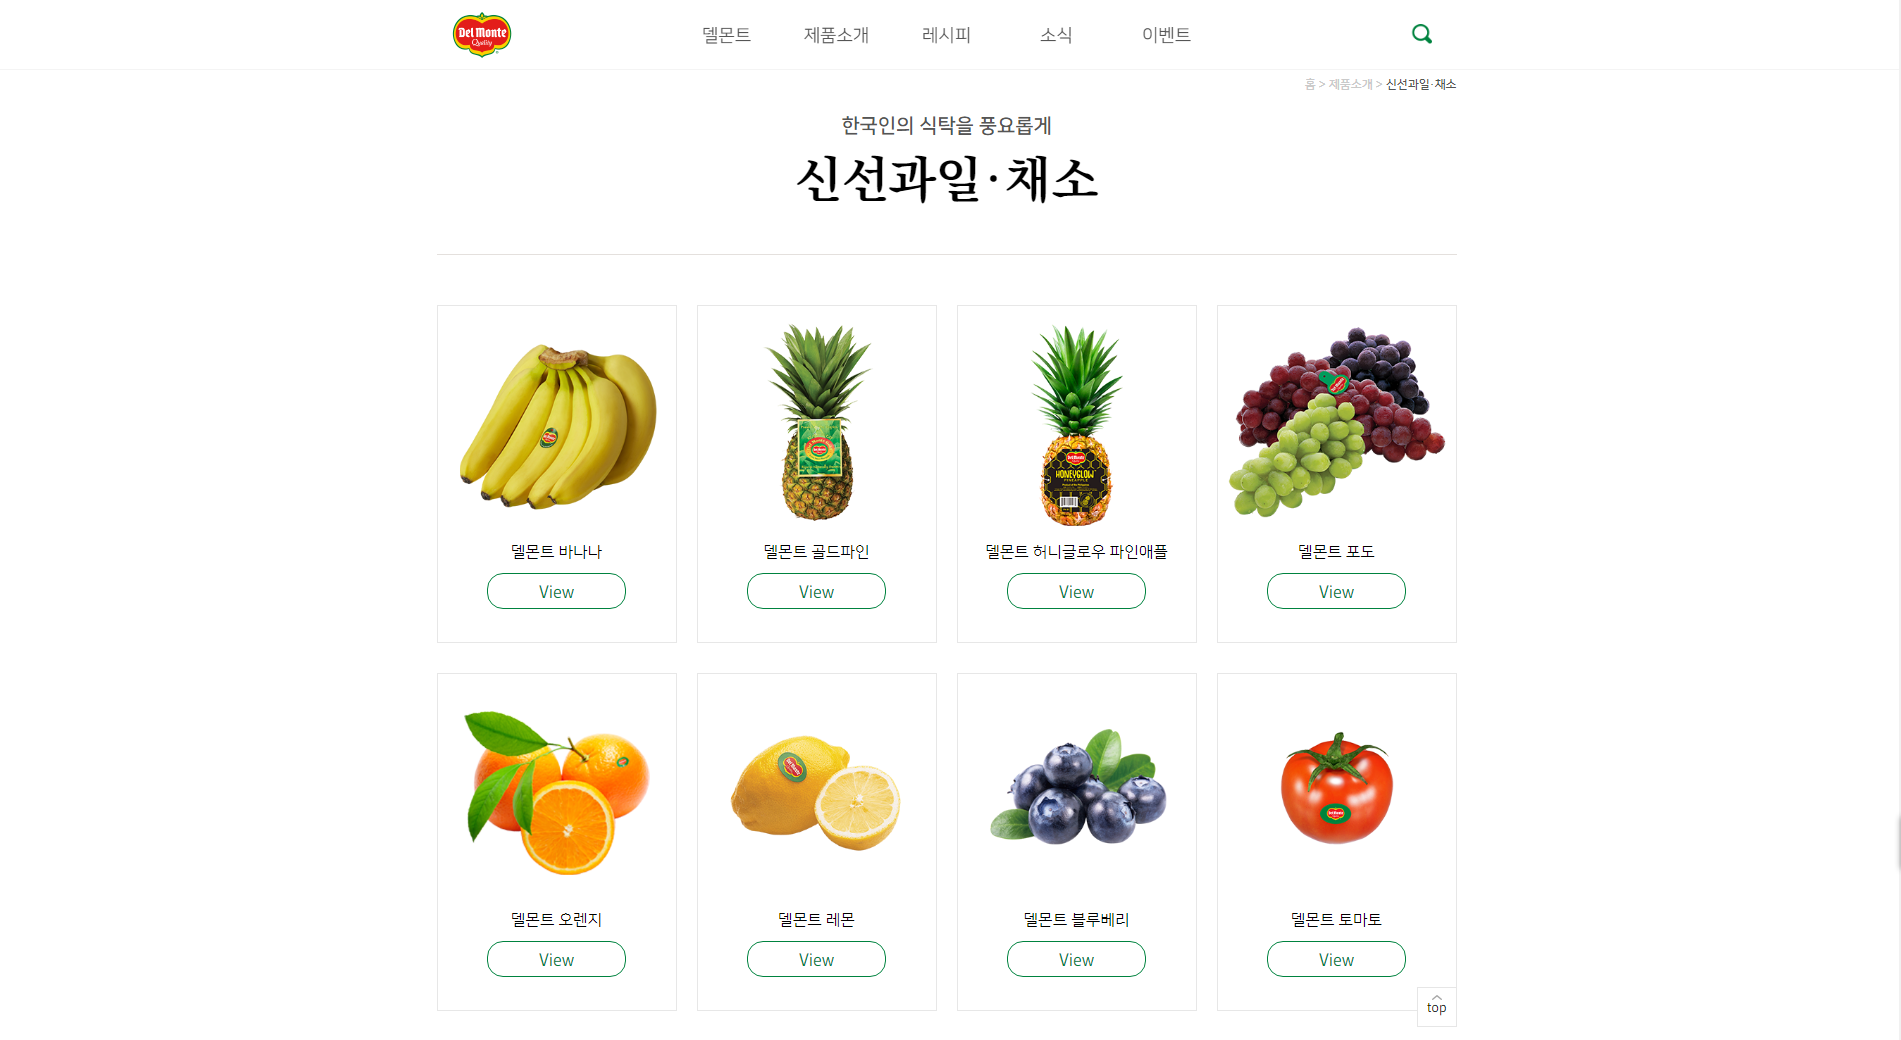 Del Monte
Quality
델몬트 제품소개 레시피 소식 이벤트
홈 > 제품소개 > 신선과일·채소
한국인의 식탁을 풍요롭게
신선과일·채소
Del Monte
HONEYGLOW
PINEAPPLE
델몬트 바나나
델몬트 골드파인
델몬트 허니글로우 파인애플
델몬트 포도
View
View
View
View
델몬트 오렌지
델몬트 레몬
델몬트 블루베리
델몬트 토마토
View
View
View
View
top